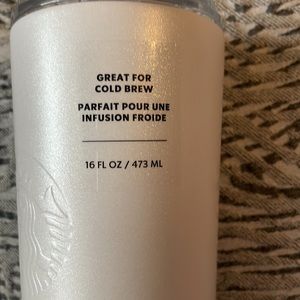 GREAT FOR
COLD BREW
PARFAIT POUR UNE
INFUSION FROIDE
16 FL OZ / 473 ML